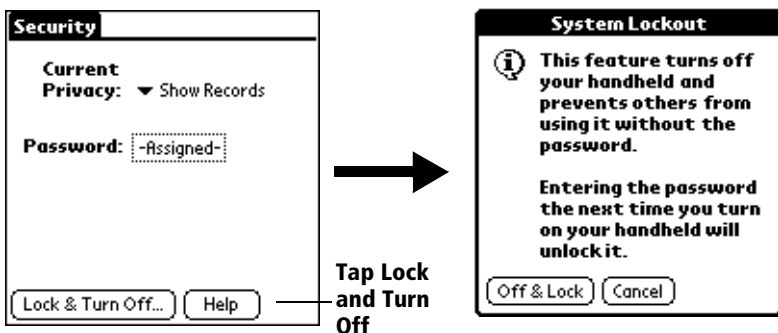 Security
Current
Privacy: Show Records
Password: -Assigned-
Lock & Turn Off... Help
Tap Lock
and Turn
Off
System Lockout
This feature turns off
your handheld and
prevents others from
using it without the
password.
Entering the password
the next time you turn
on your handheld will
unlock it.
Off & Lock Cancel